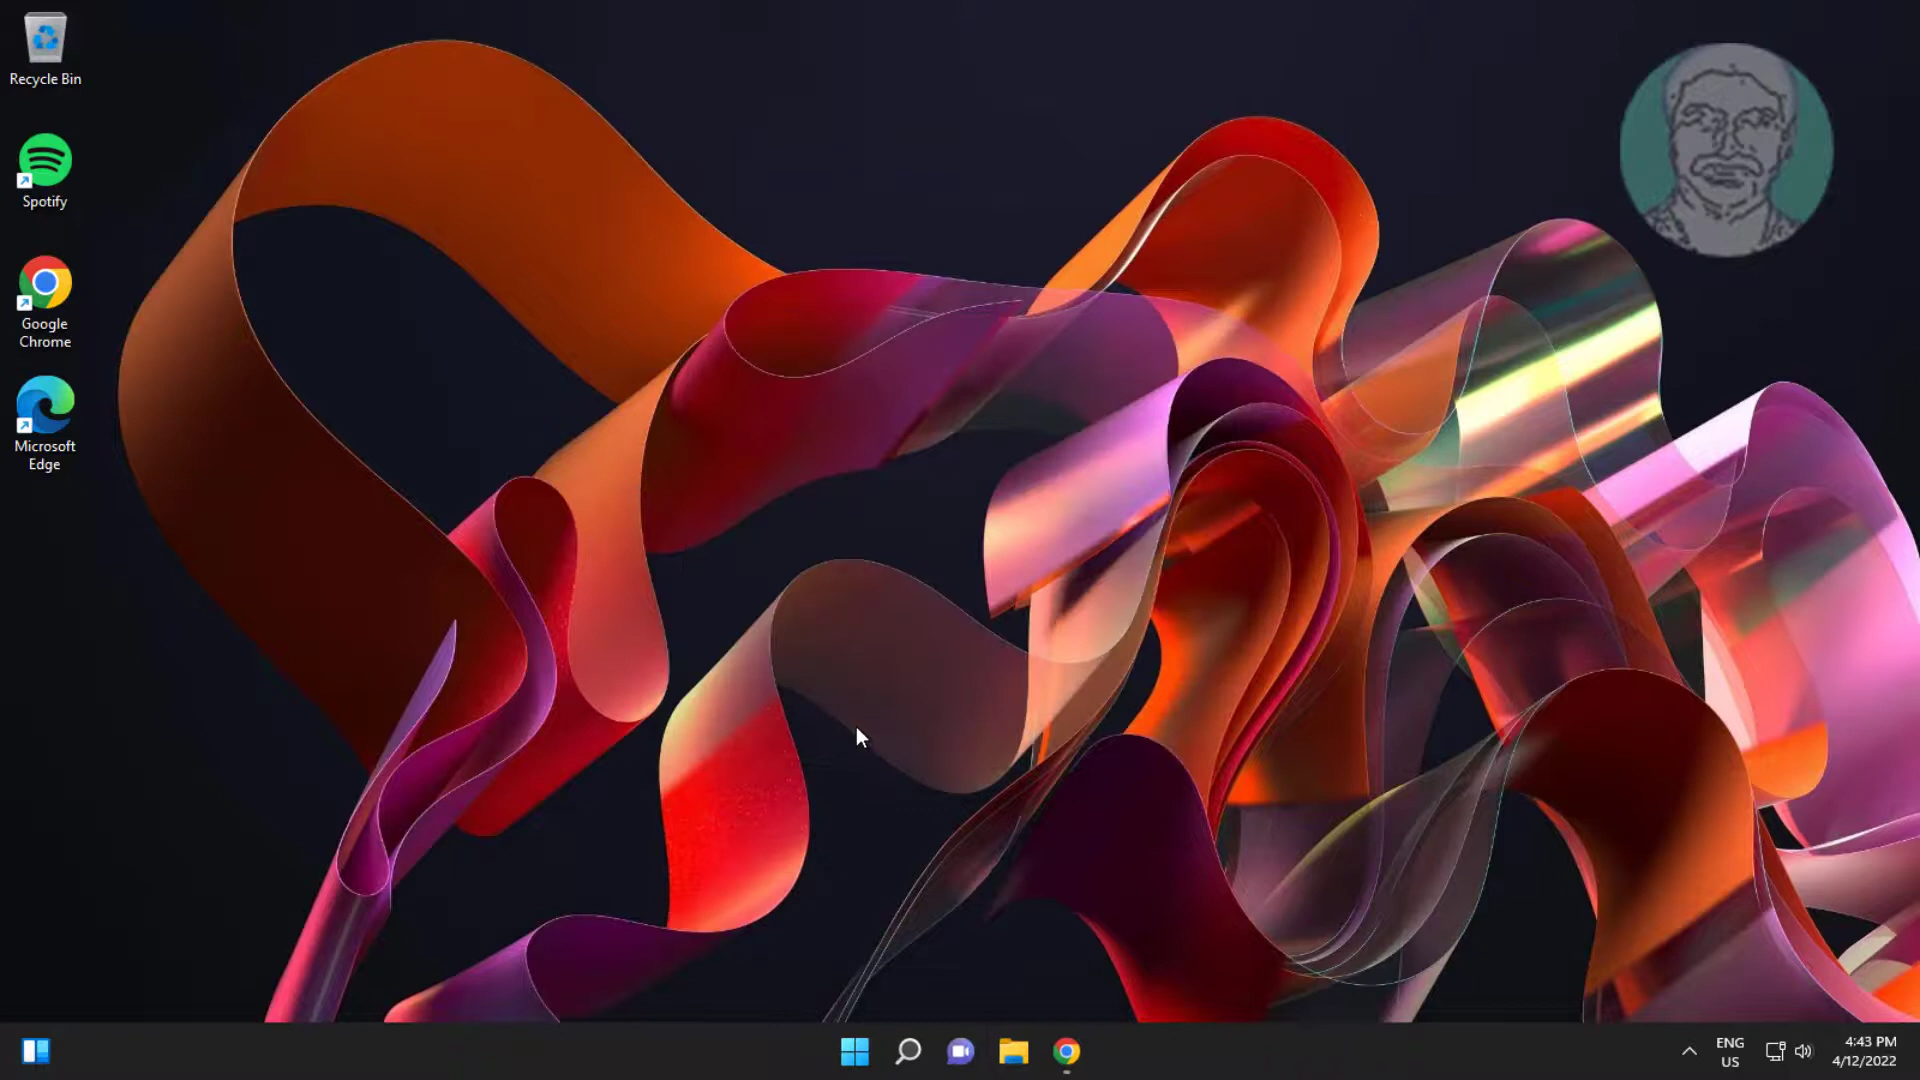 Recycle Bin
Spotify
Google
Chrome
Microsoft
Edge
ENG
US
4:43 PM
4/12/2022